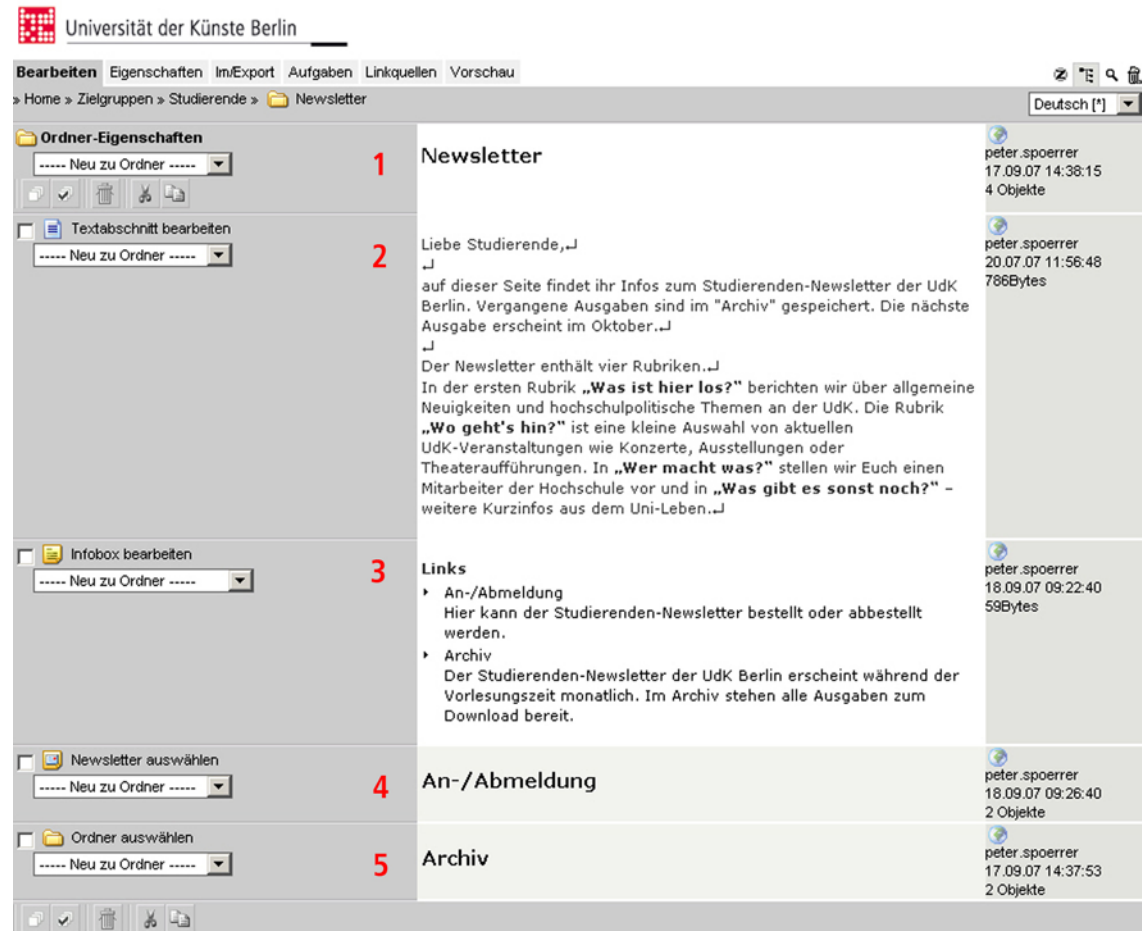 Universität der Künste Berlin
Bearbeiten Eigenschaften Im/Export Aufgaben Linkquellen Vorschau
» Home » Zielgruppen » Studierende » Newsletter
Deutsch [*]
Ordner-Eigenschaften
----- Neu zu Ordner -----
1
Newsletter
peter.spoerrer
17.09.07 14:38:15
4 Objekte
Textabschnitt bearbeiten
----- Neu zu Ordner -----
2
Liebe Studierende,↵
↵
auf dieser Seite findet ihr Infos zum Studierenden-Newsletter der UdK
Berlin. Vergangene Ausgaben sind im "Archiv" gespeichert. Die nächste
Ausgabe erscheint im Oktober.↵
↵
Der Newsletter enthält vier Rubriken.↵
In der ersten Rubrik „Was ist hier los?" berichten wir über allgemeine
Neuigkeiten und hochschulpolitische Themen an der UdK. Die Rubrik
„Wo geht's hin?" ist eine kleine Auswahl von aktuellen
UdK-Veranstaltungen wie Konzerte, Ausstellungen oder
Theateraufführungen. In „Wer macht was?" stellen wir Euch einen
Mitarbeiter der Hochschule vor und in „Was gibt es sonst noch?" –
weitere Kurzinfos aus dem Uni-Leben.↵
peter.spoerrer
20.07.07 11:56:48
786Bytes
Infobox bearbeiten
----- Neu zu Ordner -----
3
Links
An-/Abmeldung
Hier kann der Studierenden-Newsletter bestellt oder abbestellt
werden.
Archiv
Der Studierenden-Newsletter der UdK Berlin erscheint während der
Vorlesungszeit monatlich. Im Archiv stehen alle Ausgaben zum
Download bereit.
peter.spoerrer
18.09.07 09:22:40
59Bytes
Newsletter auswählen
----- Neu zu Ordner -----
4
An-/Abmeldung
peter.spoerrer
18.09.07 09:26:40
2 Objekte
Ordner auswählen
----- Neu zu Ordner -----
5
Archiv
peter.spoerrer
17.09.07 14:37:53
2 Objekte